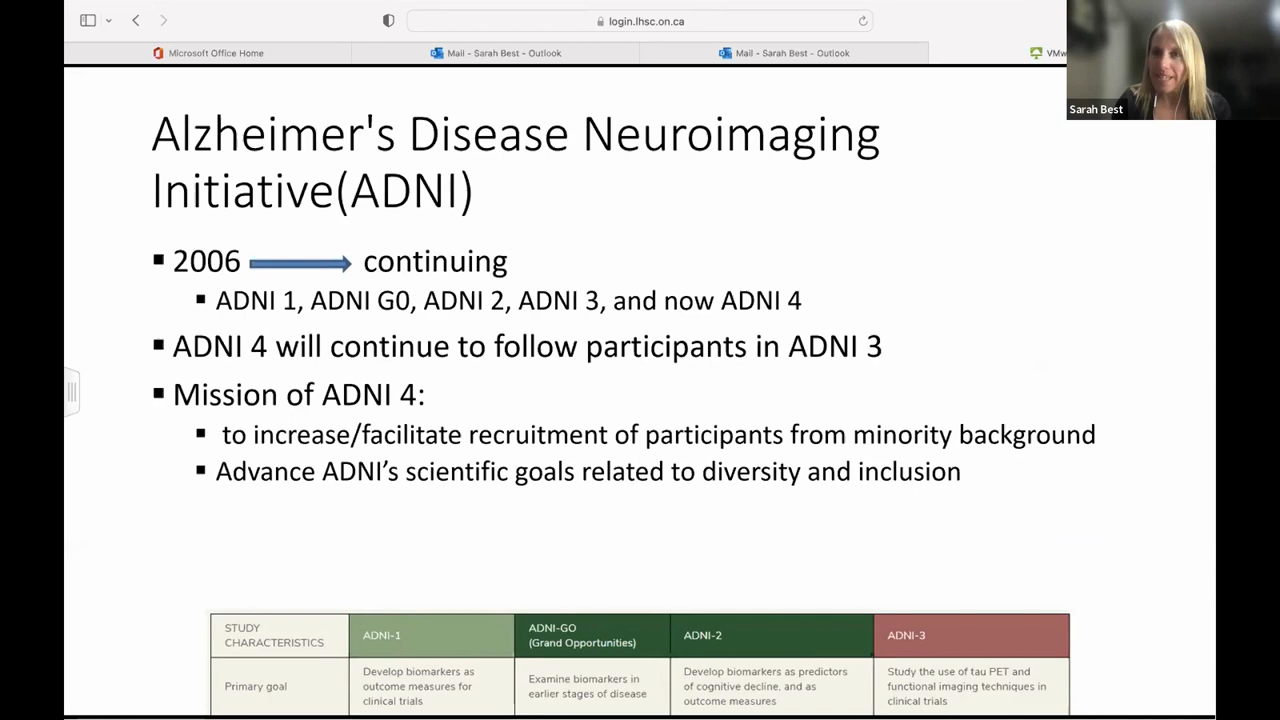 login.lhsc.on.ca
Microsoft Office Home
Mail - Sarah Best - Outlook
Mail - Sarah Best - Outlook
VMw
Sarah Best
Alzheimer's Disease Neuroimaging
Initiative(ADNI)
2006 continuing
ADNI 1, ADNI G0, ADNI 2, ADNI 3, and now ADNI 4
ADNI 4 will continue to follow participants in ADNI 3
Mission of ADNI 4:
to increase/facilitate recruitment of participants from minority background
Advance ADNI’s scientific goals related to diversity and inclusion
STUDY
CHARACTERISTICS
ADNI-1
ADNI-GO
(Grand Opportunities)
ADNI-2
ADNI-3
Primary goal
Develop biomarkers as
outcome measures for
clinical trials
Examine biomarkers in
earlier stages of disease
Develop biomarkers as predictors
of cognitive decline, and as
outcome measures
Study the use of tau PET and
functional imaging techniques in
clinical trials